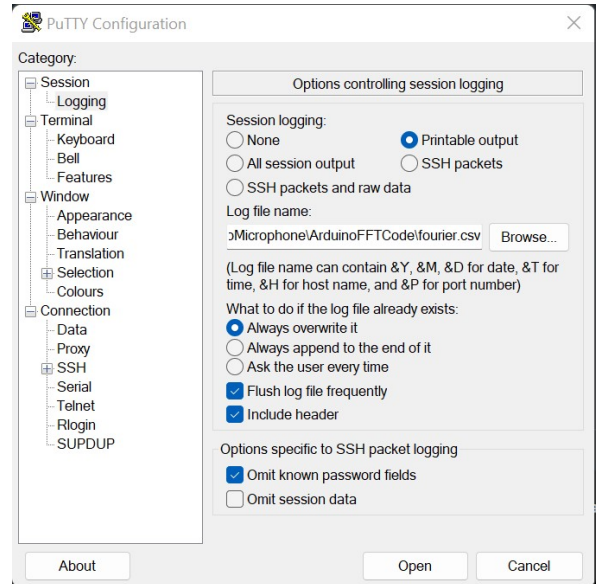 PuTTY Configuration
Category:
Session
Logging
Terminal
Keyboard
Bell
Features
Window
Appearance
Behaviour
Translation
Selection
Colours
Connection
Data
Proxy
SSH
Serial
Telnet
Rlogin
SUPDUP
Options controlling session logging
Session logging:
None
Printable output
All session output
SSH packets
SSH packets and raw data
Log file name:
oMicrophone\ArduinoFFTCode\fourier.csv
Browse...
(Log file name can contain &Y, &M, &D for date, &T for
time, &H for host name, and &P for port number)
What to do if the log file already exists:
Always overwrite it
Always append to the end of it
Ask the user every time
Flush log file frequently
Include header
Options specific to SSH packet logging
Omit known password fields
Omit session data
About
Open
Cancel